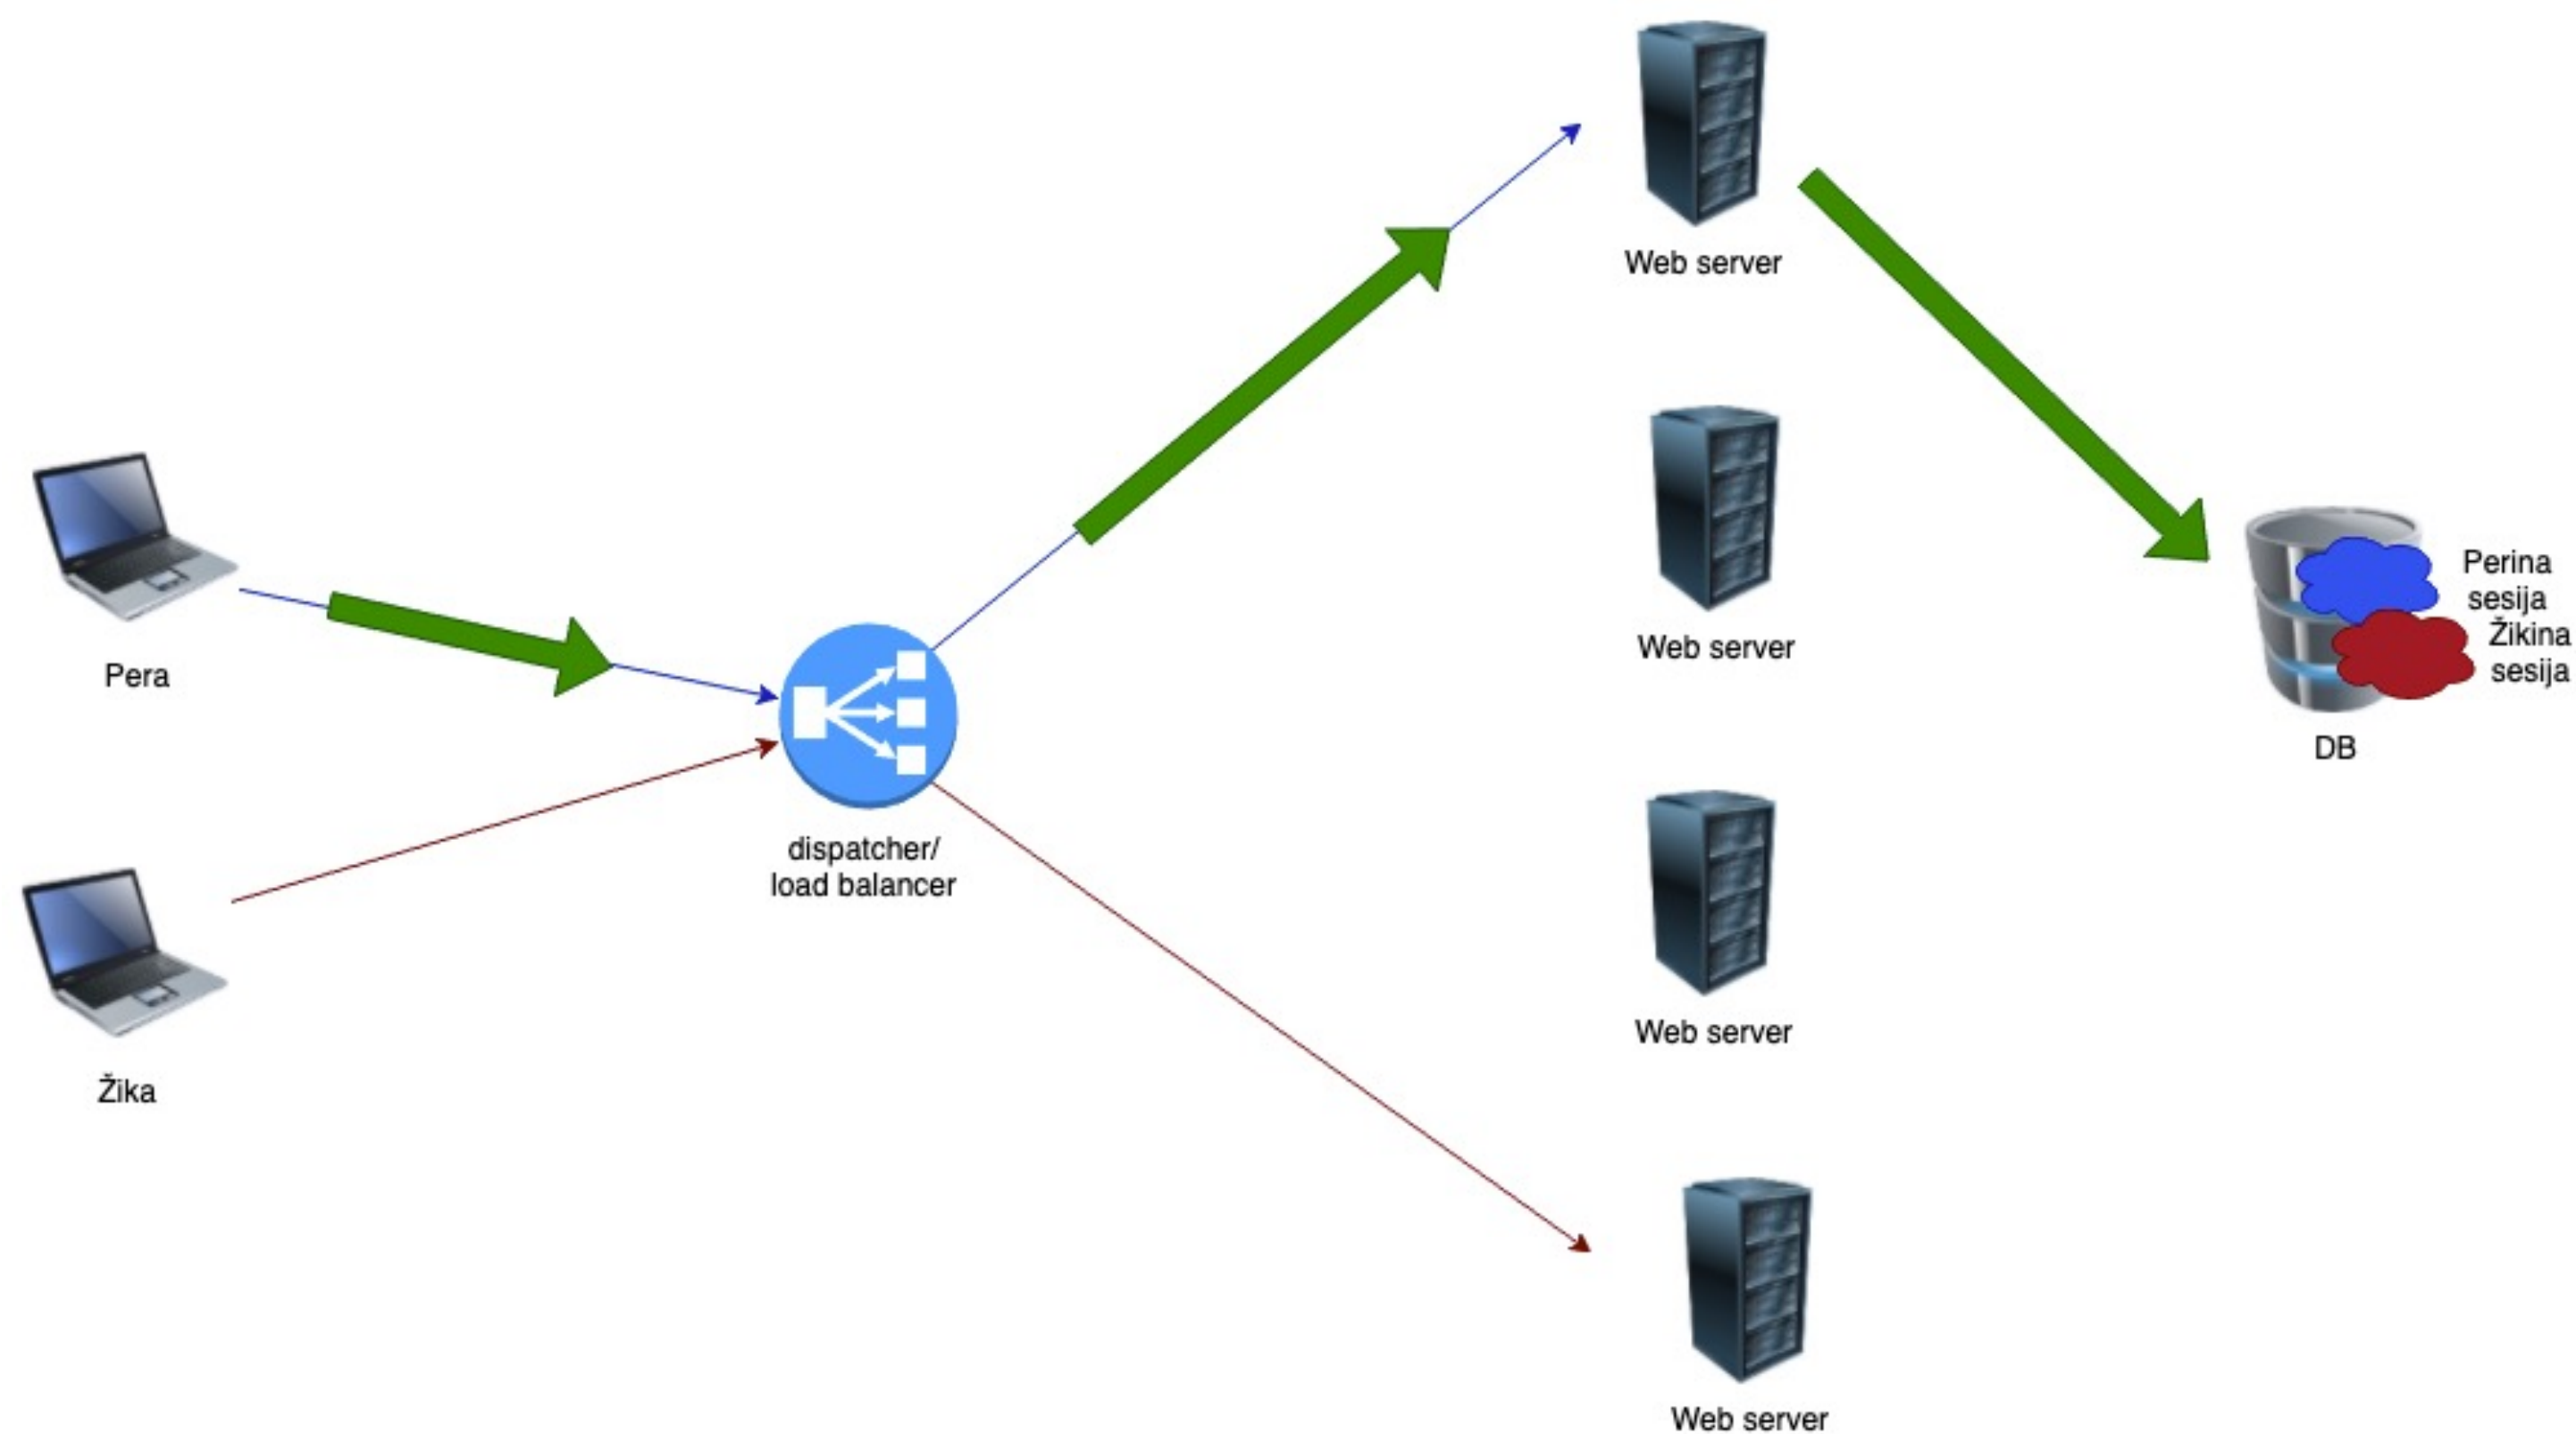 Web server
Perina
sesija
Žikina
sesija
Web server
Pera
DB
dispatcher/
load balancer
Web server
Žika
Web server